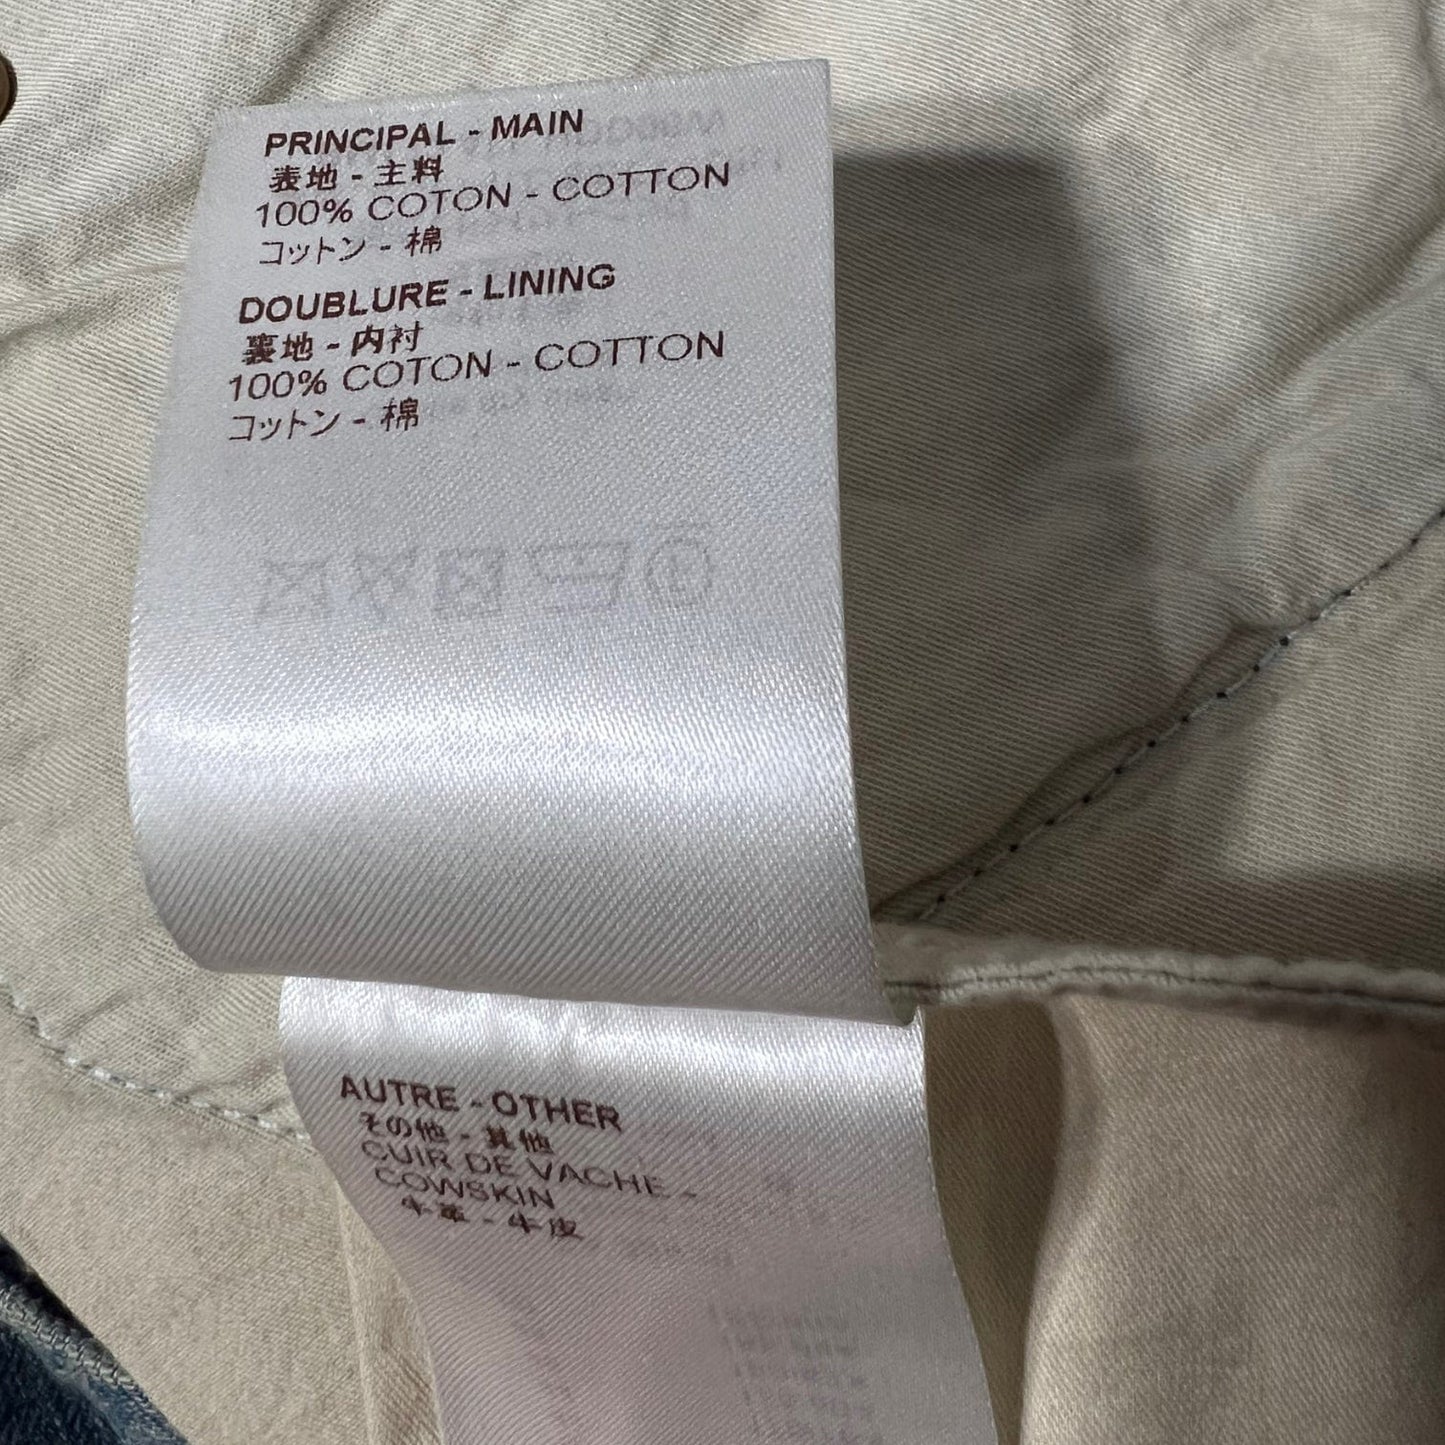 PRINCIPAL - MAIN
表地 - 主料
100% COTON - COTTON
コットン - 棉
DOUBLURE - LINING
裏地 - 内衬
100% COTON - COTTON
コットン - 棉
AUTRE - OTHER
その他 - 其他
CUIR DE VACHE -
COWSKIN
牛革 - 牛皮